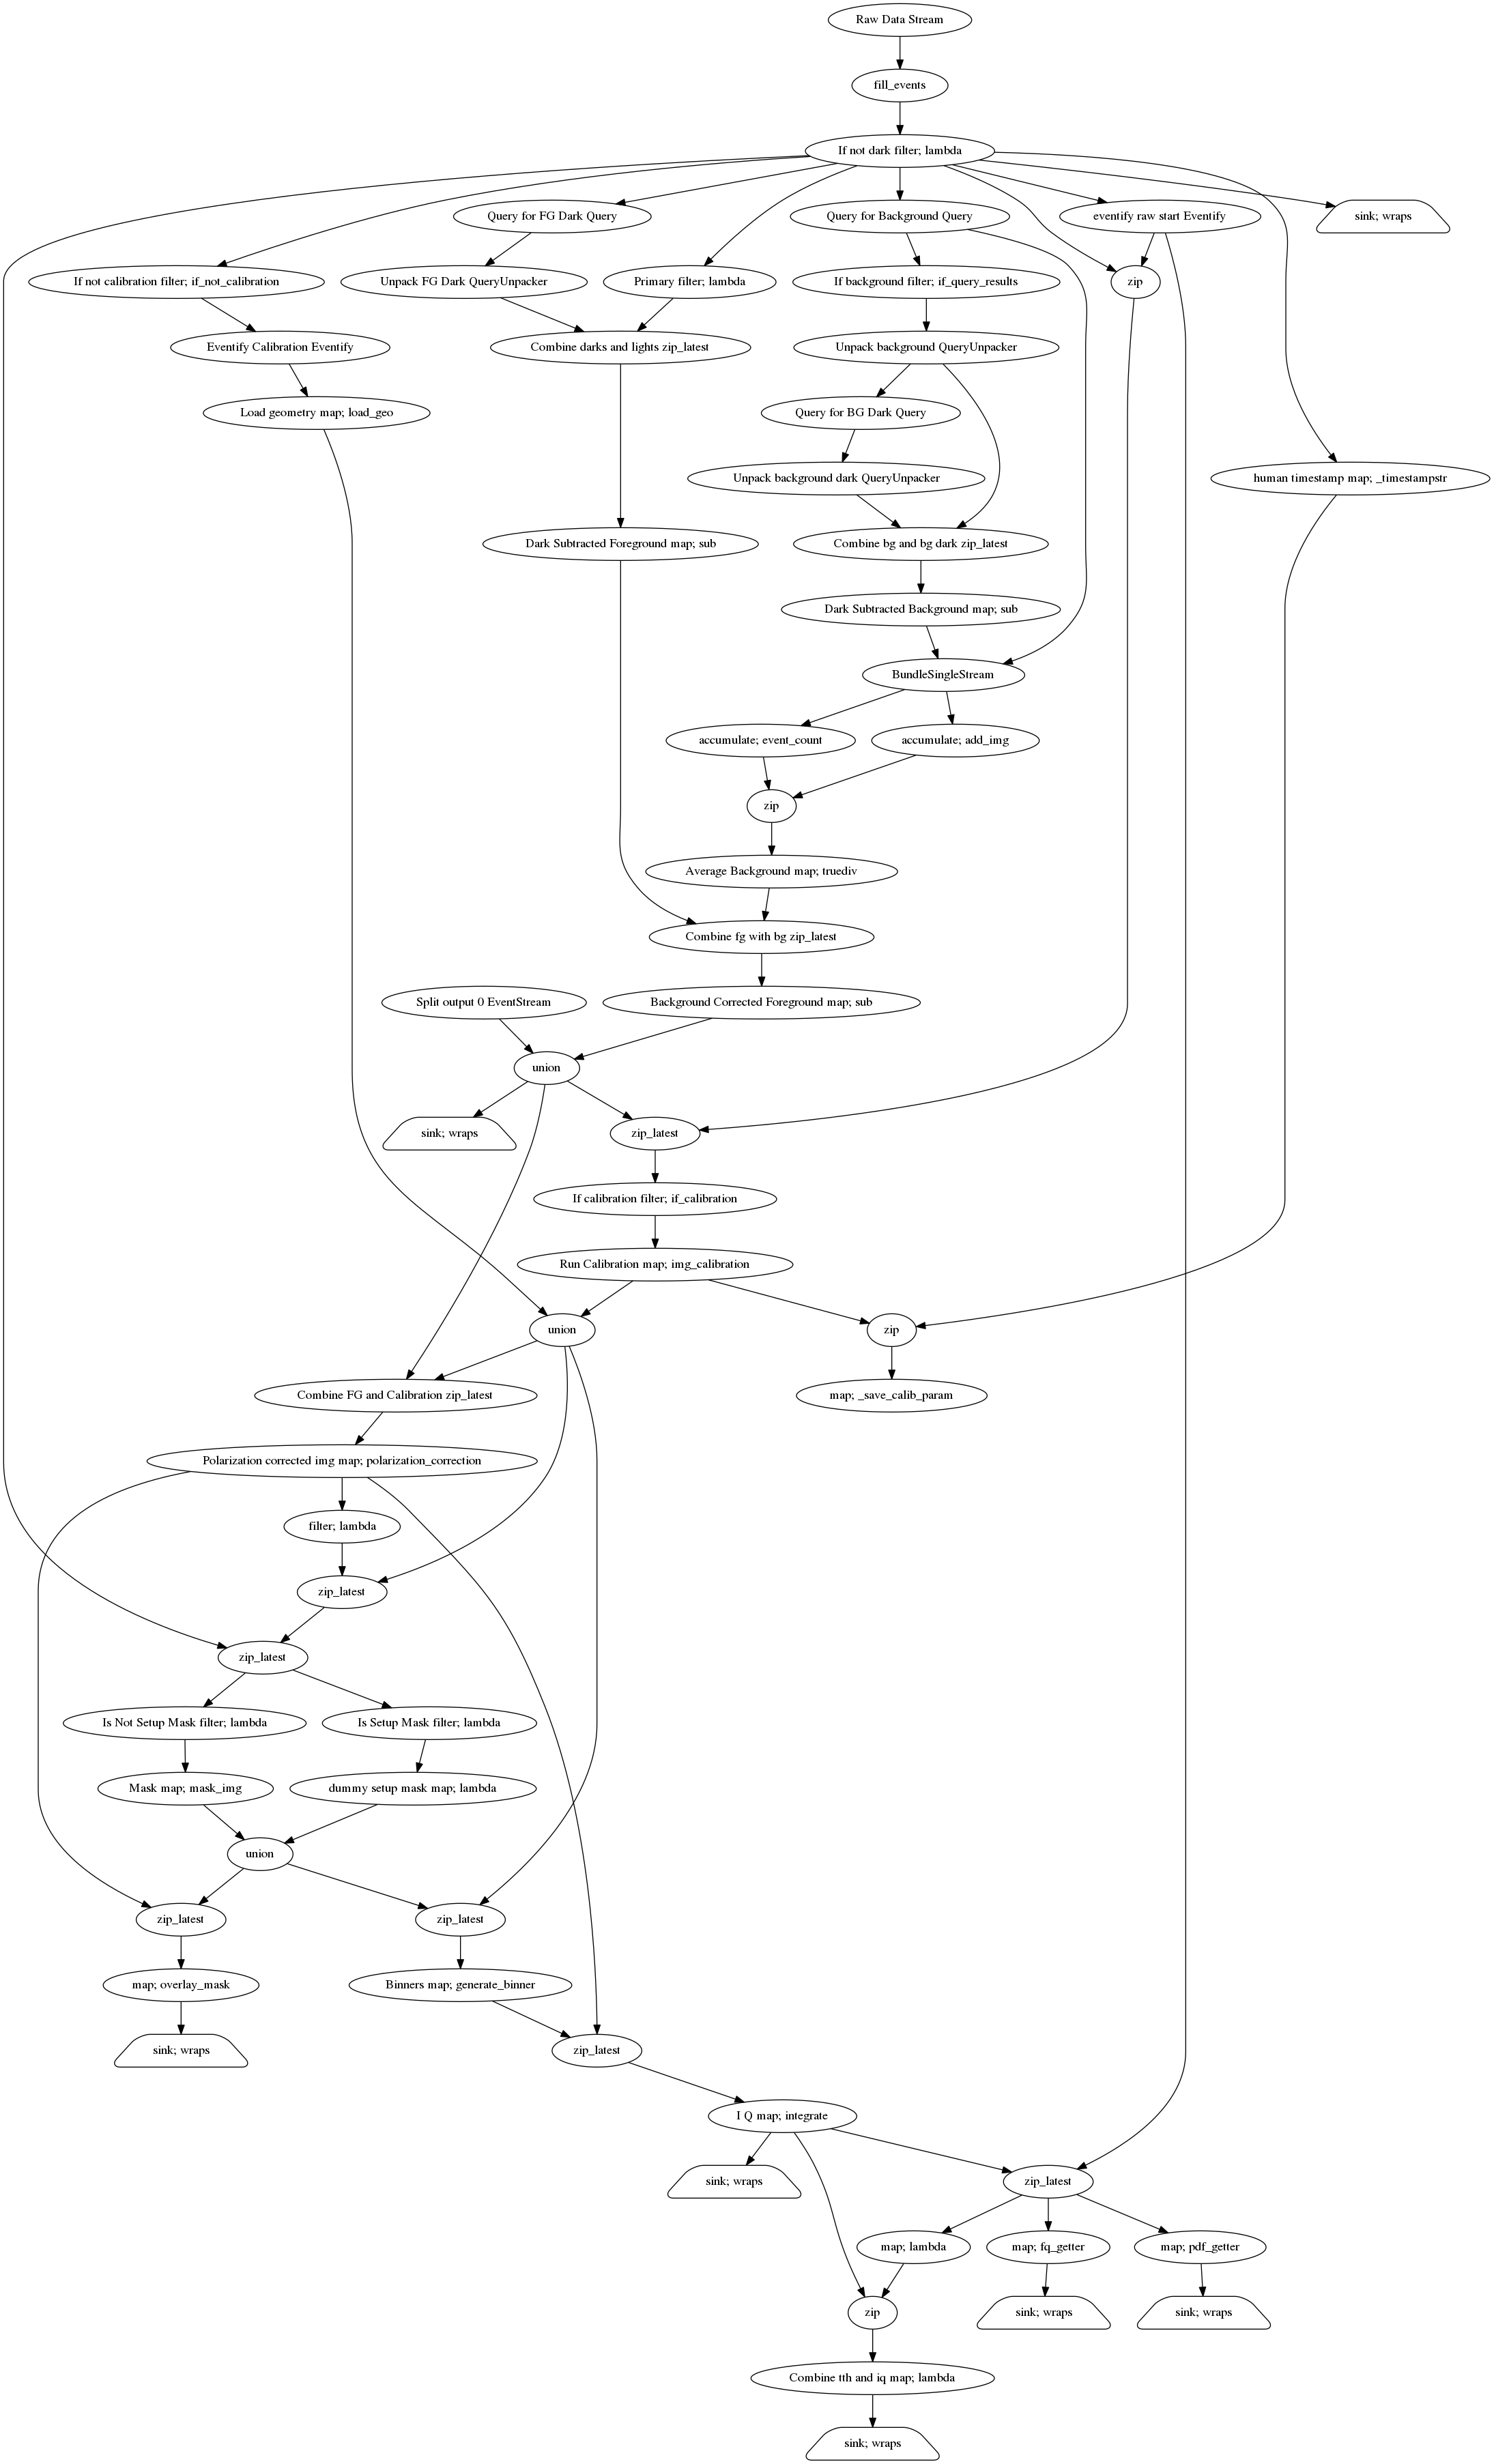 Raw Data Stream
fill_events
If not dark filter; lambda
Query for FG Dark Query
Query for Background Query
eventify raw start Eventify
sink; wraps
If not calibration filter; if_not_calibration
Unpack FG Dark QueryUnpacker
Primary filter; lambda
If background filter; if_query_results
zip
Eventify Calibration Eventify
Combine darks and lights zip_latest
Unpack background QueryUnpacker
Load geometry map; load_geo
Query for BG Dark Query
Unpack background dark QueryUnpacker
human timestamp map; _timestampstr
Dark Subtracted Foreground map; sub
Combine bg and bg dark zip_latest
Dark Subtracted Background map; sub
BundleSingleStream
accumulate; event_count
accumulate; add_img
zip
Average Background map; truediv
Combine fg with bg zip_latest
Split output 0 EventStream
Background Corrected Foreground map; sub
union
sink; wraps
zip_latest
If calibration filter; if_calibration
Run Calibration map; img_calibration
union
zip
Combine FG and Calibration zip_latest
map; _save_calib_param
Polarization corrected img map; polarization_correction
filter; lambda
zip_latest
zip_latest
Is Not Setup Mask filter; lambda
Is Setup Mask filter; lambda
Mask map; mask_img
dummy setup mask map; lambda
union
zip_latest
zip_latest
map; overlay_mask
Binners map; generate_binner
sink; wraps
zip_latest
I Q map; integrate
sink; wraps
zip_latest
map; lambda
map; fq_getter
map; pdf_getter
zip
sink; wraps
sink; wraps
Combine tth and iq map; lambda
sink; wraps